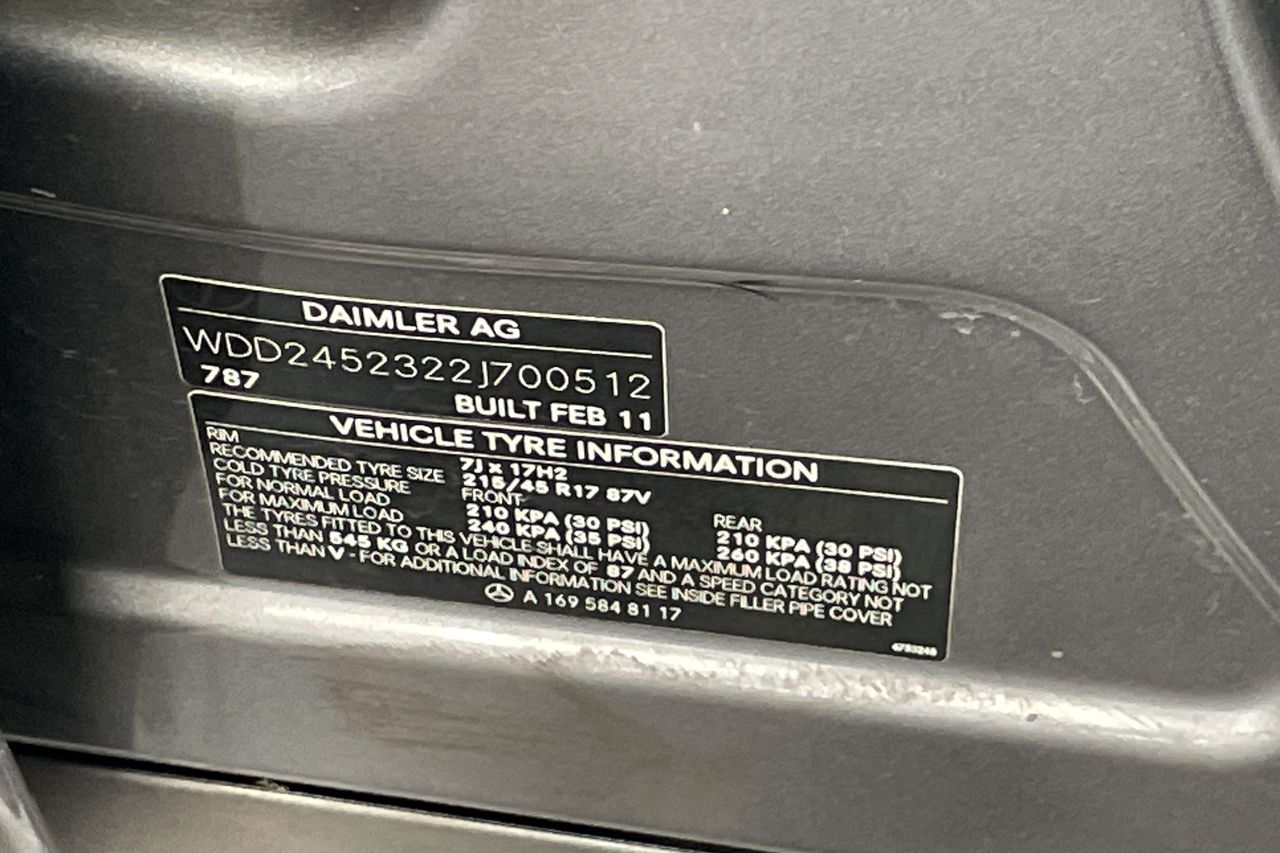 DAIMLER AG
WDD2452322J700512
787
BUILT FEB 11
VEHICLE TYRE INFORMATION
RIM 7J x 17H2
RECOMMENDED TYRE SIZE 215/45 R17 87V
COLD TYRE PRESSURE FRONT REAR
FOR NORMAL LOAD 210 KPA (30 PSI) 210 KPA (30 PSI)
FOR MAXIMUM LOAD 240 KPA (35 PSI) 260 KPA (38 PSI)
THE TYRES FITTED TO THIS VEHICLE SHALL HAVE A MAXIMUM LOAD RATING NOT
LESS THAN 545 KG OR A LOAD INDEX OF 87 AND A SPEED CATEGORY NOT
LESS THAN V - FOR ADDITIONAL INFORMATION SEE INSIDE FILLER PIPE COVER
A 169 584 81 17